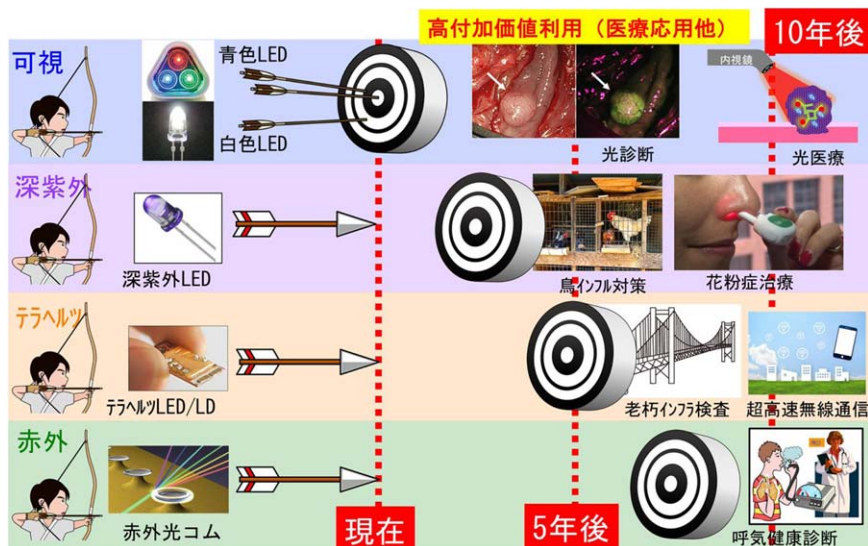 高付加価値利用（医療応用他）
10年後
可視
青色LED
白色LED
内視鏡
光診断
光医療
深紫外
深紫外LED
鳥インフル対策
花粉症治療
テラヘルツ
テラヘルツLED/LD
老朽インフラ検査
超高速無線通信
赤外
赤外光コム
現在
5年後
呼気健康診断